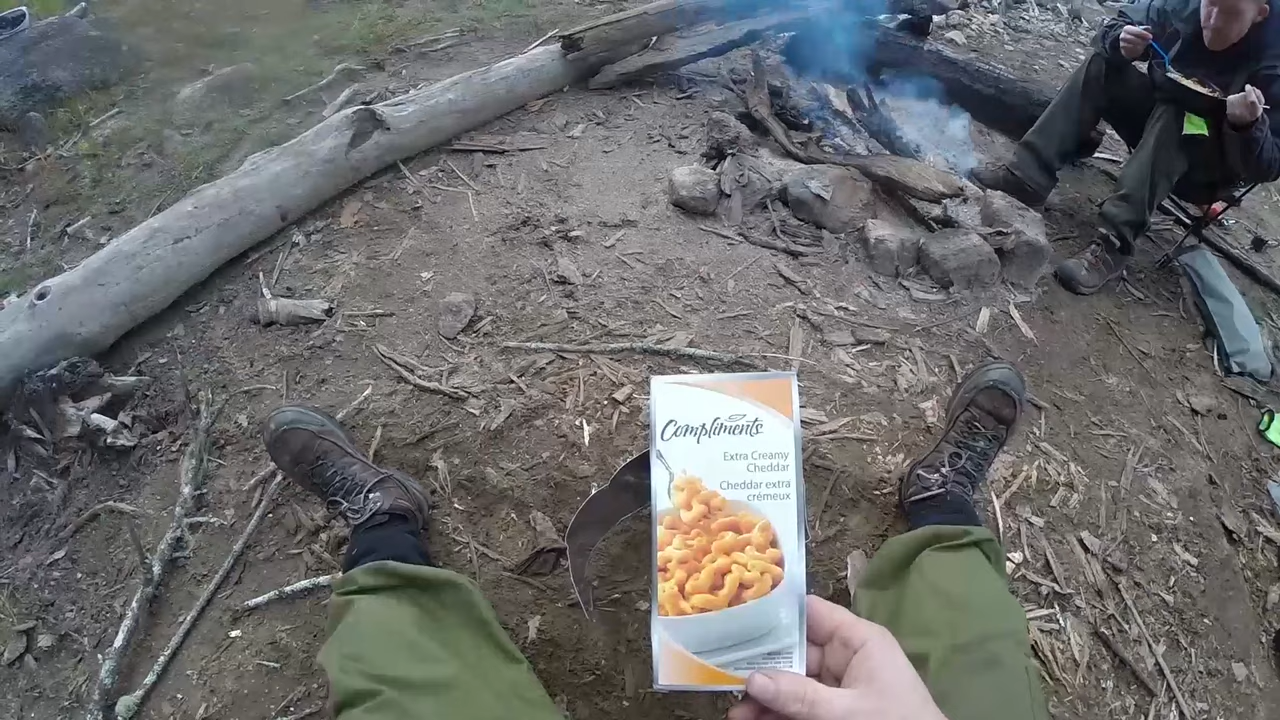 Compliments
Extra Creamy
Cheddar
Cheddar extra
crémeux